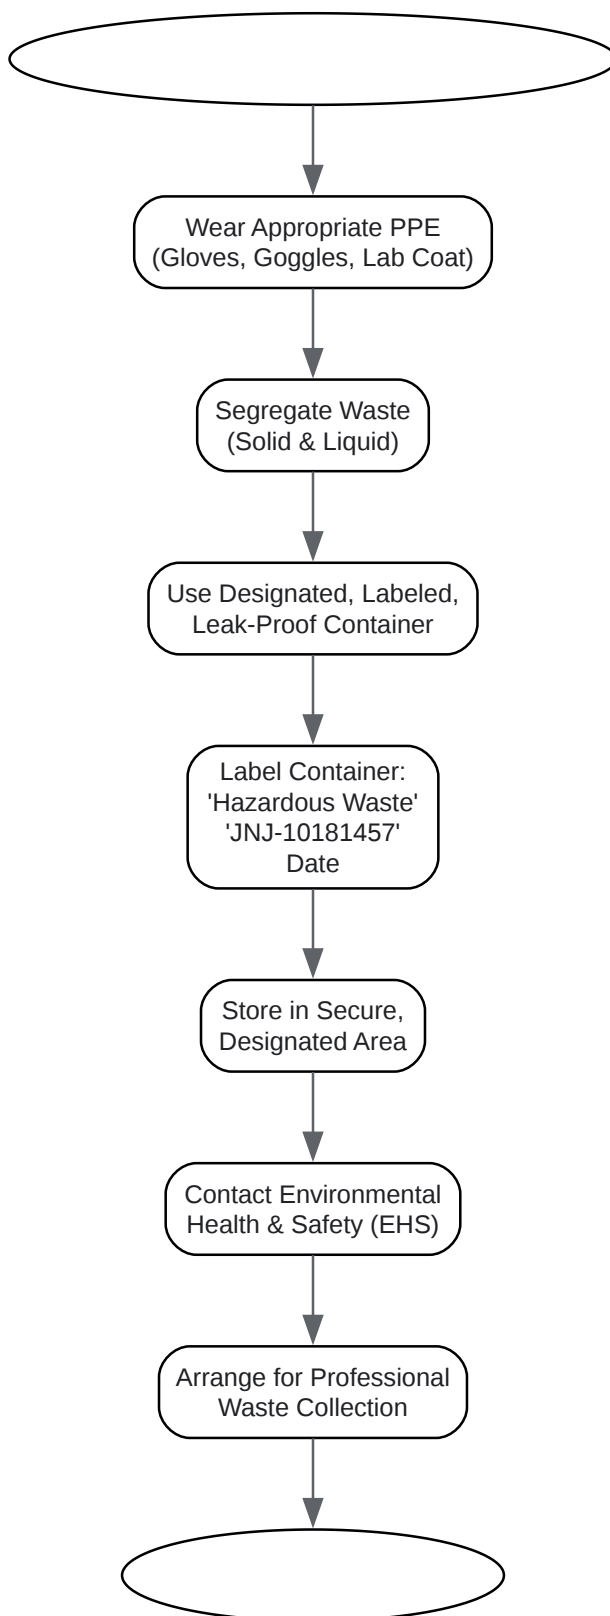 Wear Appropriate PPE
(Gloves, Goggles, Lab Coat)
Segregate Waste
(Solid & Liquid)
Use Designated, Labeled,
Leak-Proof Container
Label Container:
'Hazardous Waste'
'JNJ-10181457'
Date
Store in Secure,
Designated Area
Contact Environmental
Health & Safety (EHS)
Arrange for Professional
Waste Collection